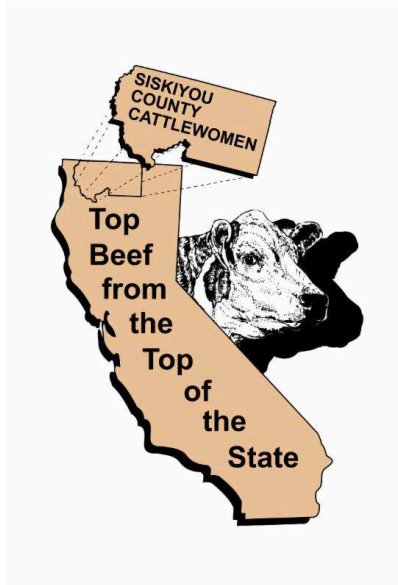 SISKIYOU
COUNTY
CATTLEWOMEN
Top
Beef
from
the
Top
of
the
State